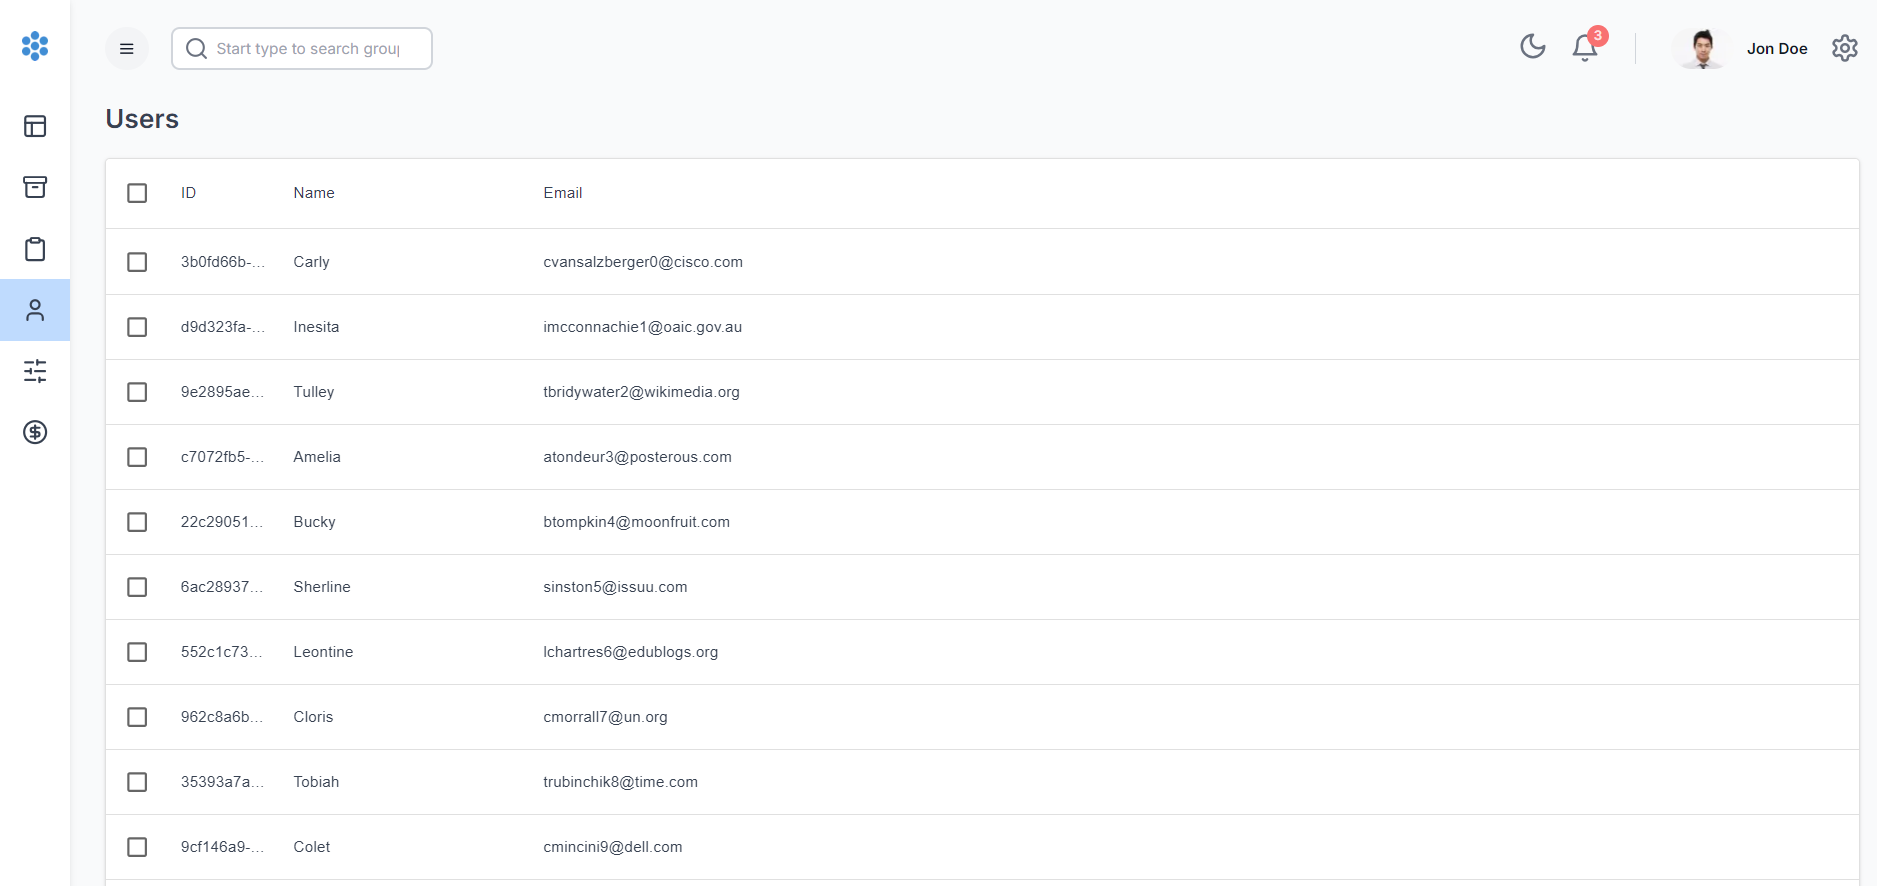 Start type to search grou
3
Jon Doe
Users
ID Name Email
3b0fd66b-... Carly cvansalzberger0@cisco.com
d9d323fa-... Inesita imcconnachie1@oaic.gov.au
9e2895ae... Tulley tbridywater2@wikimedia.org
c7072fb5-... Amelia atondeur3@posterous.com
22c29051... Bucky btompkin4@moonfruit.com
6ac28937... Sherline sinston5@issuu.com
552c1c73... Leontine lchartres6@edublogs.org
962c8a6b... Cloris cmorrall7@un.org
35393a7a... Tobiah trubinchik8@time.com
9cf146a9-... Colet cmincini9@dell.com